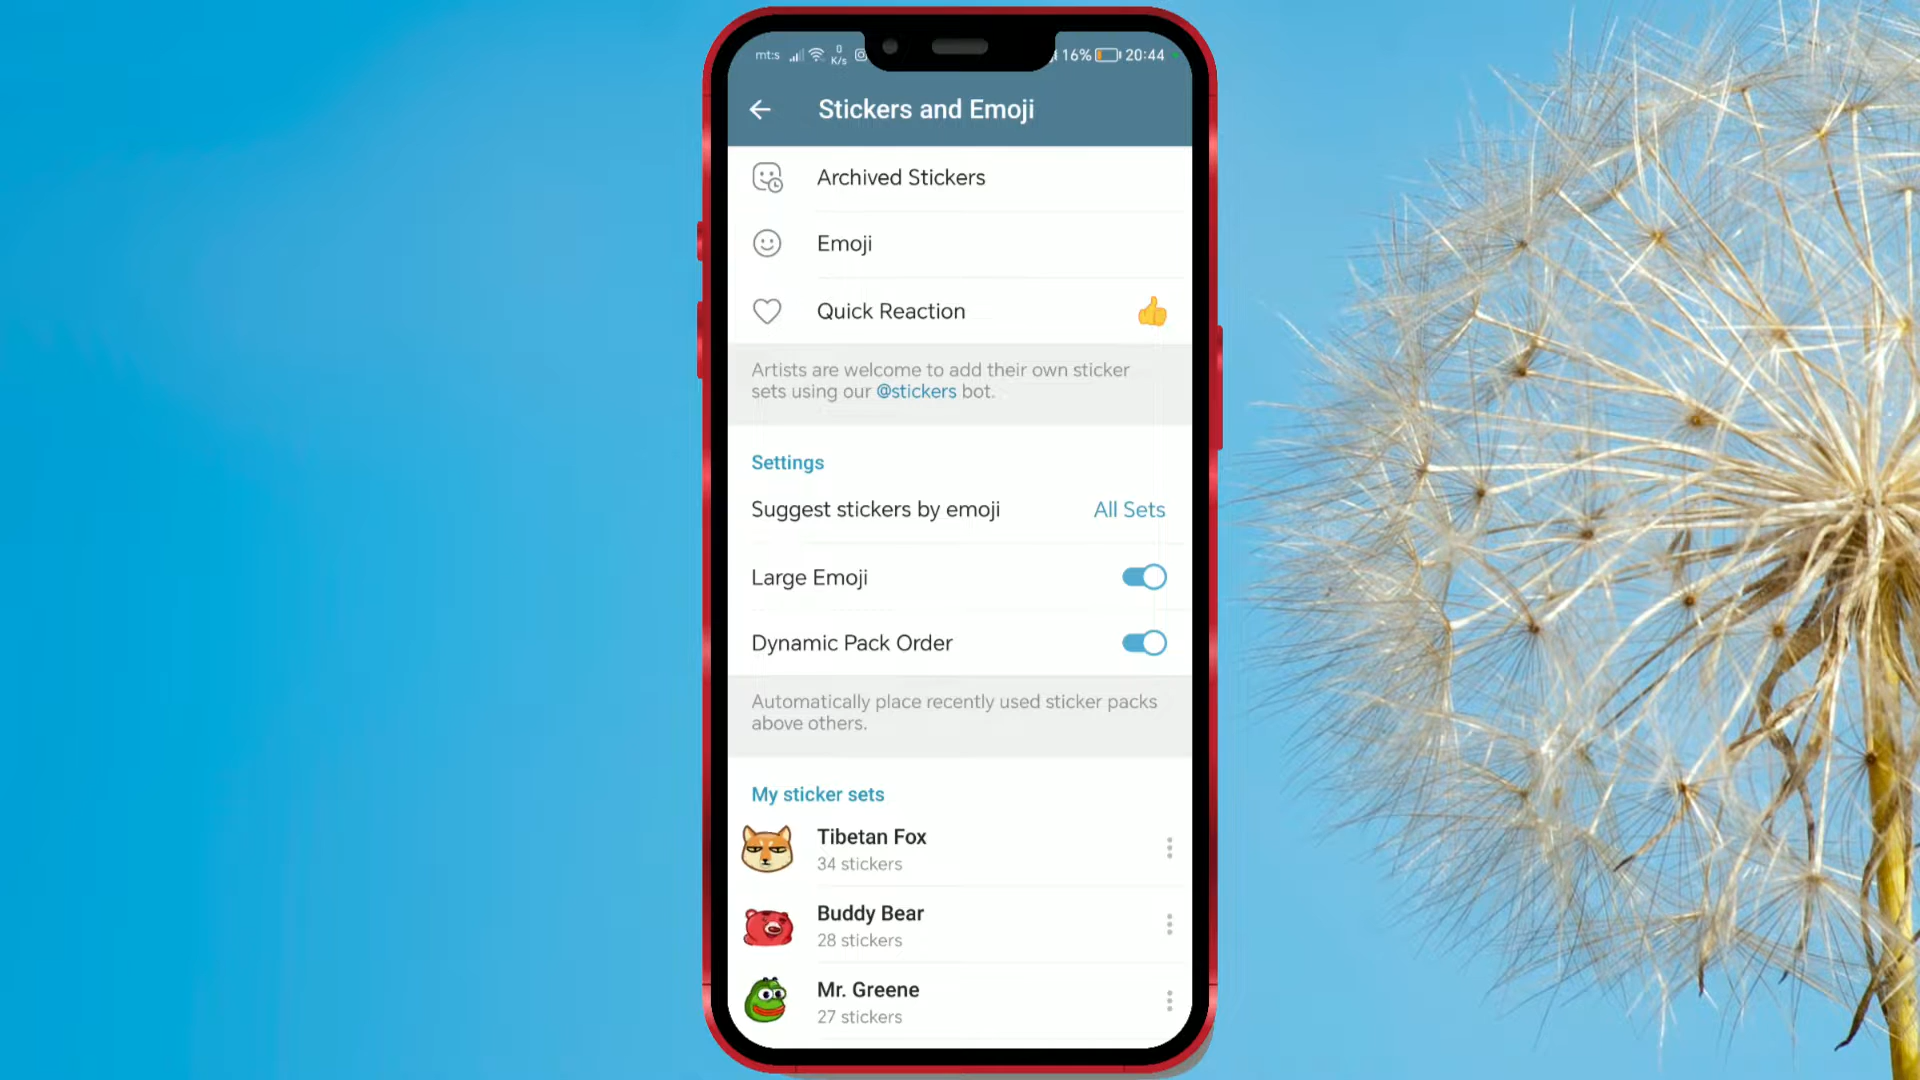 mt:s 0 K/s 16% 20:44
Stickers and Emoji
Archived Stickers
Emoji
Quick Reaction
Artists are welcome to add their own sticker
sets using our @stickers bot.
Settings
Suggest stickers by emoji All Sets
Large Emoji
Dynamic Pack Order
Automatically place recently used sticker packs
above others.
My sticker sets
Tibetan Fox
34 stickers
Buddy Bear
28 stickers
Mr. Greene
27 stickers